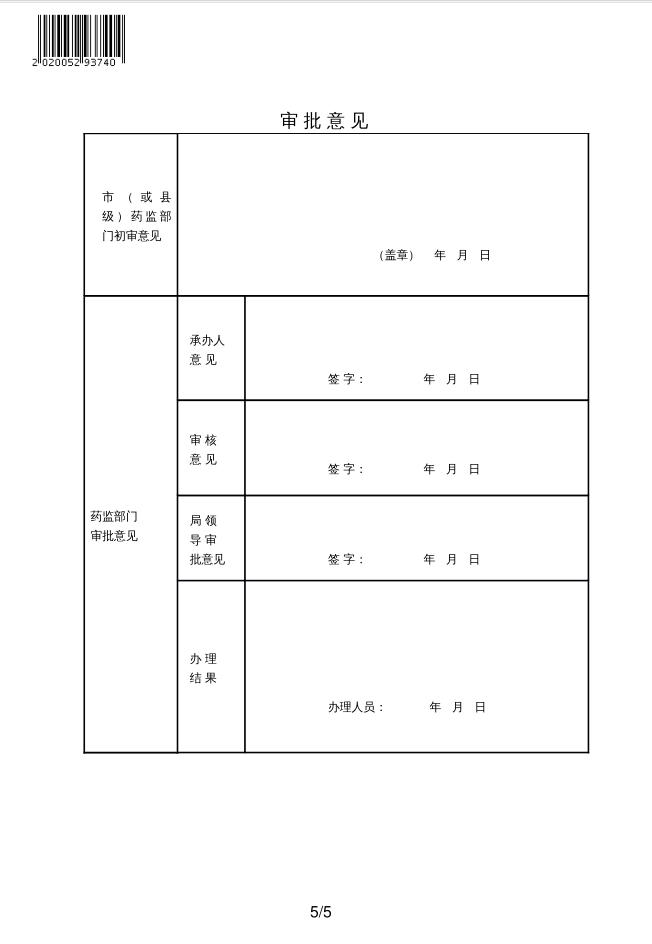 2 020052 93740
审 批 意 见
市 （ 或 县
级 ）药 监 部
门初审意见
（盖章） 年 月 日
承办人
意 见
签 字： 年 月 日
审 核
意 见
签 字： 年 月 日
药监部门
审批意见
局 领
导 审
批意见
签 字： 年 月 日
办 理
结 果
办理人员： 年 月 日
5/5